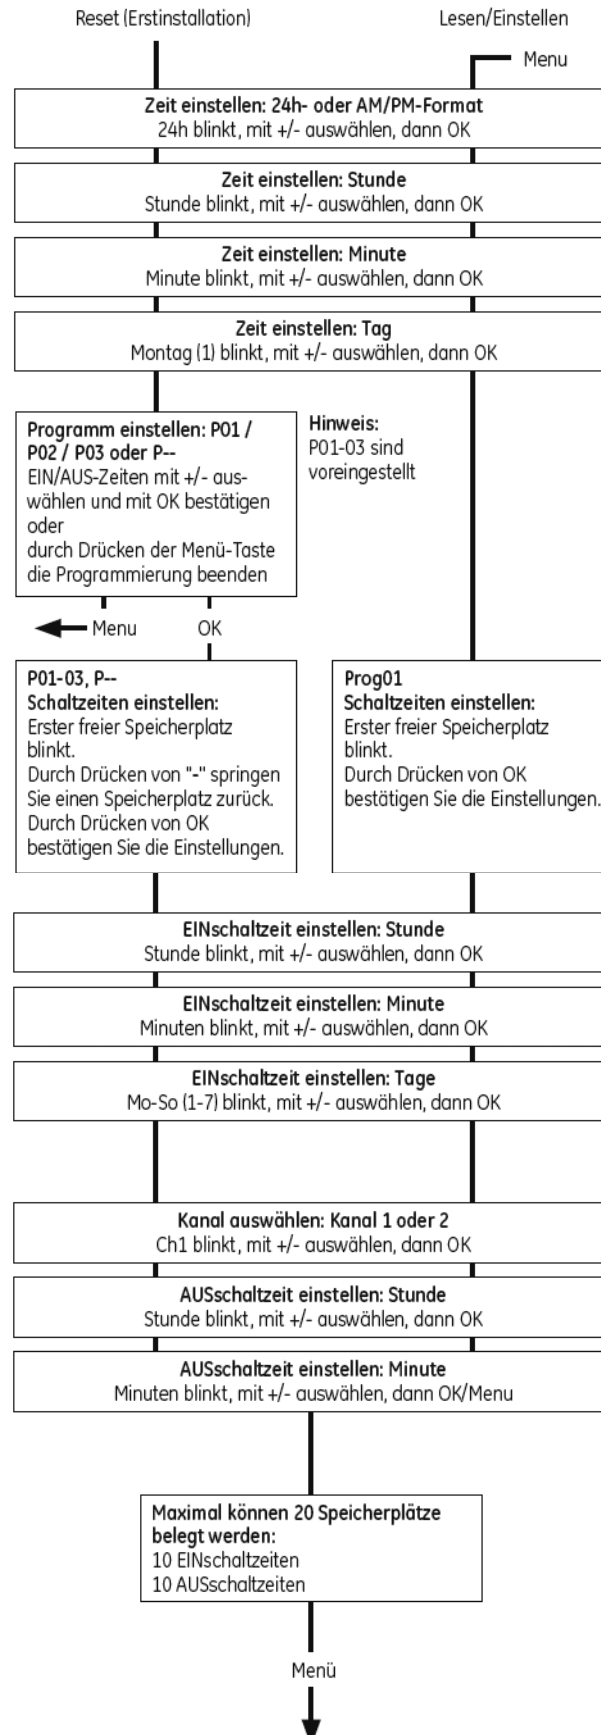 Reset (Erstinstallation)
Lesen/Einstellen
Menu
Zeit einstellen: 24h- oder AM/PM-Format
24h blinkt, mit +/- auswählen, dann OK
Zeit einstellen: Stunde
Stunde blinkt, mit +/- auswählen, dann OK
Zeit einstellen: Minute
Minute blinkt, mit +/- auswählen, dann OK
Zeit einstellen: Tag
Montag (1) blinkt, mit +/- auswählen, dann OK
Programm einstellen: P01 /
P02 / P03 oder P--
EIN/AUS-Zeiten mit +/- aus-
wählen und mit OK bestätigen
oder
durch Drücken der Menü-Taste
die Programmierung beenden
Hinweis:
P01-03 sind
voreingestellt
Menu
OK
P01-03, P--
Schaltzeiten einstellen:
Erster freier Speicherplatz
blinkt.
Durch Drücken von "-" springen
Sie einen Speicherplatz zurück.
Durch Drücken von OK
bestätigen Sie die Einstellungen.
Prog01
Schaltzeiten einstellen:
Erster freier Speicherplatz
blinkt.
Durch Drücken von OK
bestätigen Sie die Einstellungen.
EINschaltzeit einstellen: Stunde
Stunde blinkt, mit +/- auswählen, dann OK
EINschaltzeit einstellen: Minute
Minuten blinkt, mit +/- auswählen, dann OK
EINschaltzeit einstellen: Tage
Mo-So (1-7) blinkt, mit +/- auswählen, dann OK
Kanal auswählen: Kanal 1 oder 2
Ch1 blinkt, mit +/- auswählen, dann OK
AUSschaltzeit einstellen: Stunde
Stunde blinkt, mit +/- auswählen, dann OK
AUSschaltzeit einstellen: Minute
Minuten blinkt, mit +/- auswählen, dann OK/Menu
Maximal können 20 Speicherplätze
belegt werden:
10 EINschaltzeiten
10 AUSschaltzeiten
Menü